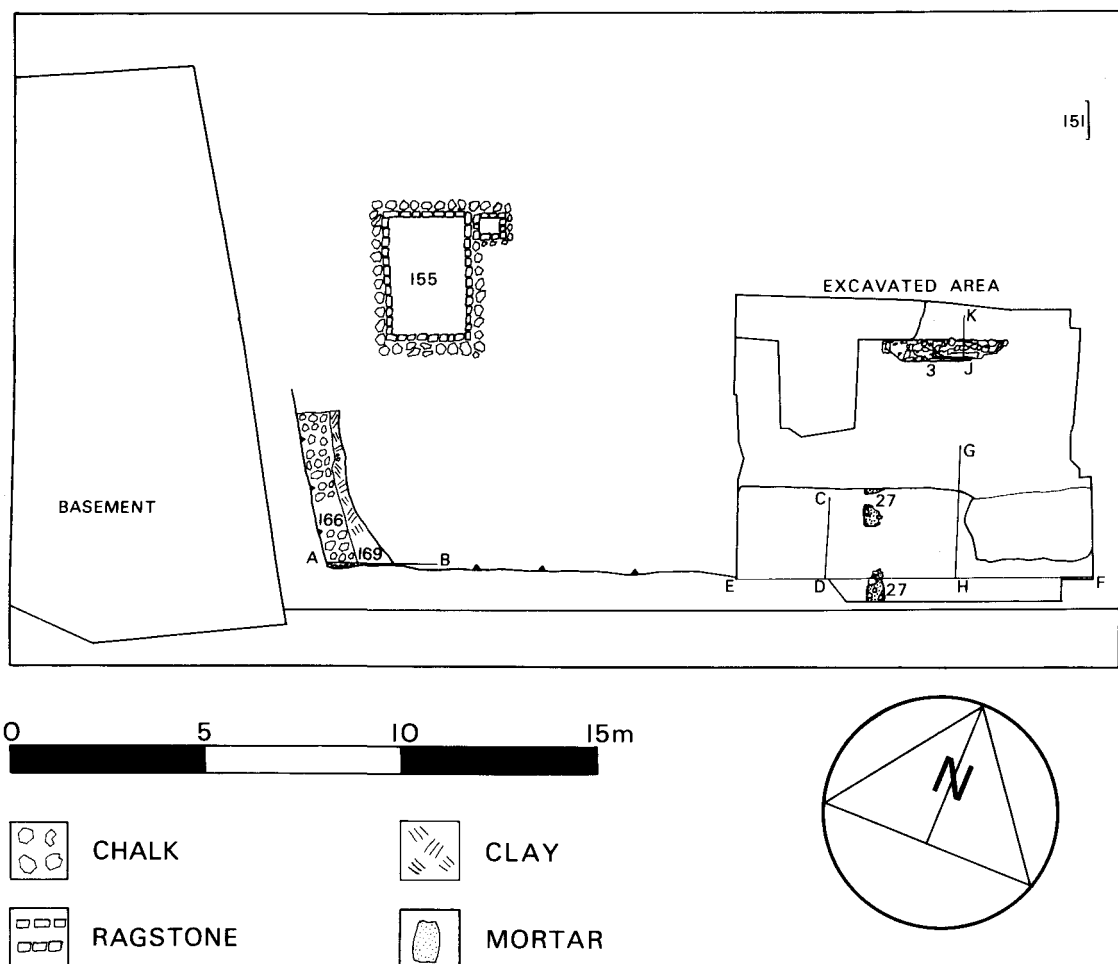 151
155
EXCAVATED AREA
K
3 J
G
BASEMENT
C 27
166
A 169 B
E D 27 H F
0 5 10 15m
N
CHALK CLAY
RAGSTONE MORTAR